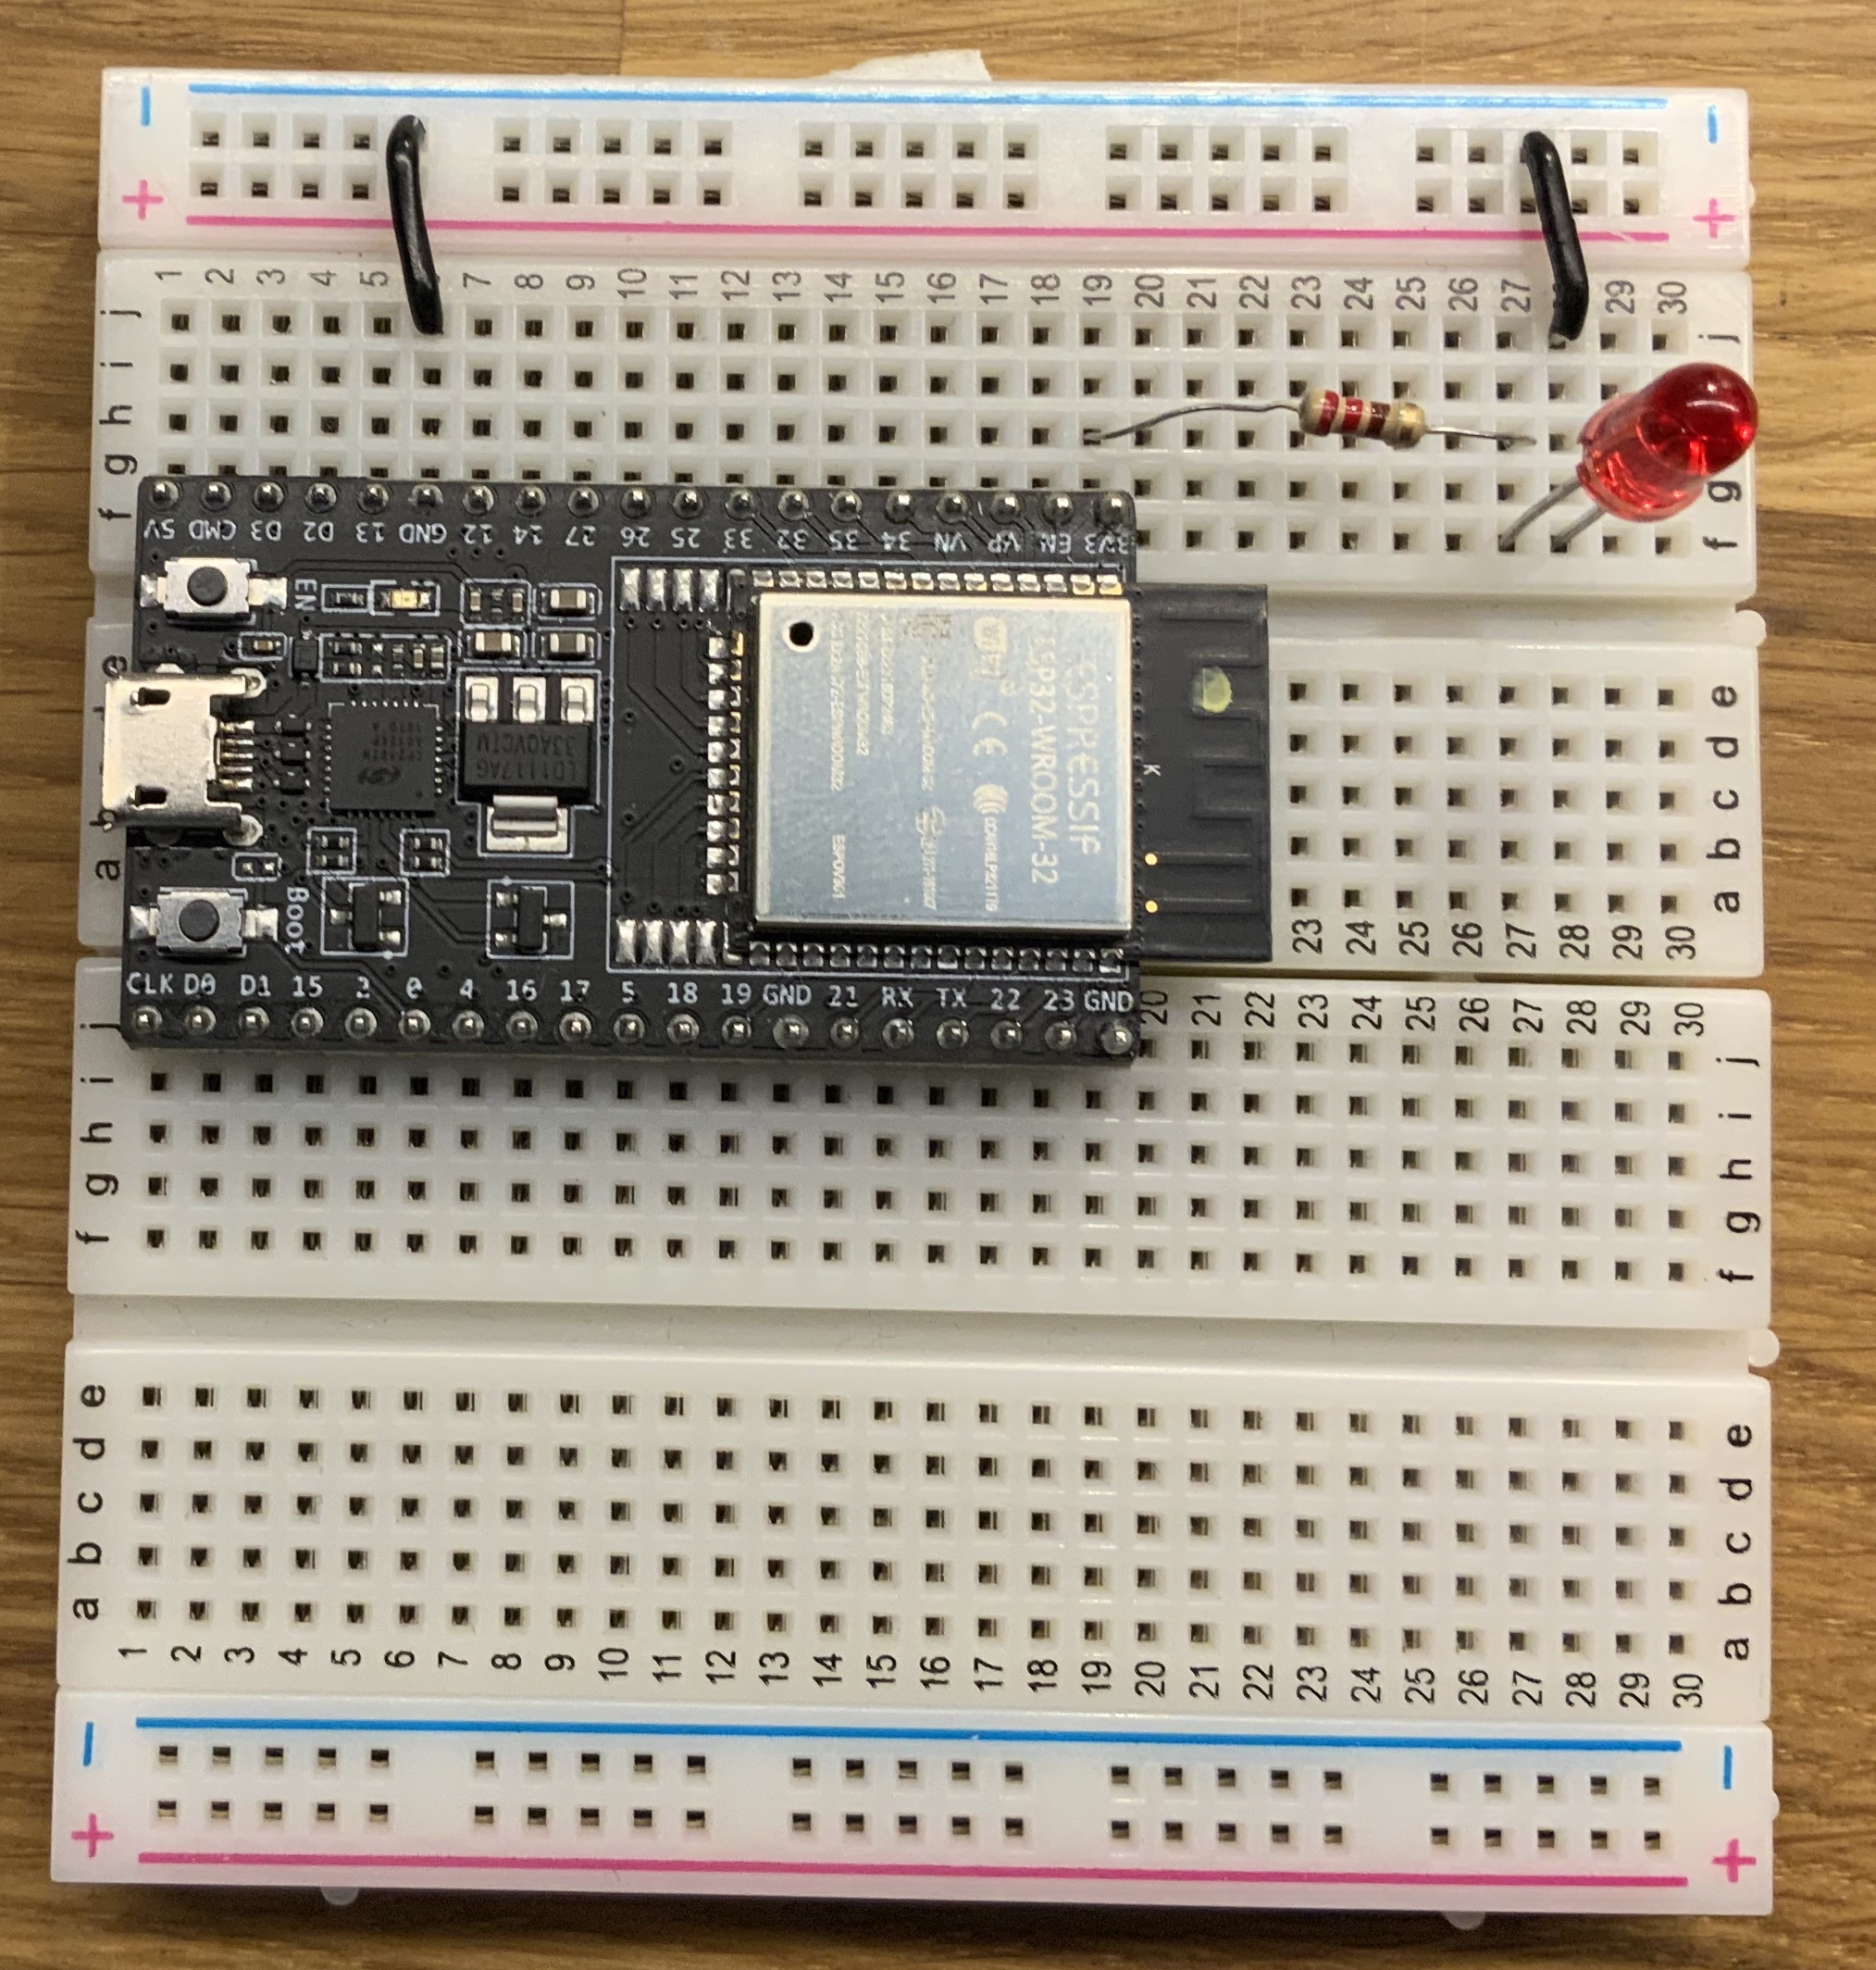 - -
+ +
1 2 3 4 5 7 8 9 10 11 12 13 14 15 16 17 18 19 20 21 22 23 24 25 26 27 29 30
j j
i i
h h
g g
f f
5V CMD D3 D2 13 GND 12 14 27 26 25 33 32 35 34 VN VP EN 3V3
EN
ESPRESSIF
ESP32-WROOM-32
WiFi
CE
LD1117AG
33AOVCTM
K
Boot
e e
d
c
b b
a a
23 24 25 26 27 28 29 30
CLK D0 D1 15 2 0 4 16 17 5 18 19 GND 21 RX TX 22 23 GND
20 21 22 23 24 25 26 27 28 29 30
j j
i i
h h
g g
f f
e e
d d
c c
b b
a a
1 2 3 4 5 6 7 8 9 10 11 12 13 14 15 16 17 18 19 20 21 22 23 24 25 26 27 28 29 30
- -
+ +